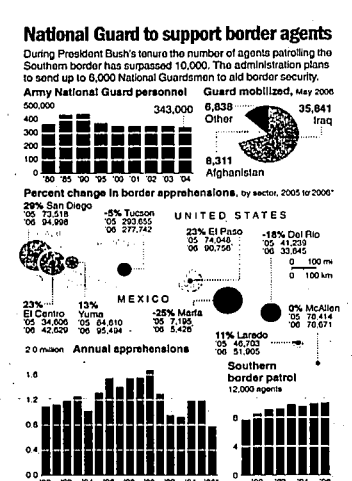 National Guard to support border agents
During President Bush's tenure the number of agents patrolling the
Southern border has surpassed 10,000. The administration plans
to send up to 6,000 National Guardsmen to aid border security.
Army National Guard personnel
500,000
343,000
400
300
200
100
0
'80 '85 '90 '95 '00 '01 '02 '03 '04
Guard mobilized, May 2006
6,838
Other
35,641
Iraq
8,311
Afghanistan
Percent change in border apprehensions, by sector, 2005 to 2006*
29% San Diego
'05 73,518
'06 94,998
-5% Tucson
'05 293,655
'06 277,742
UNITED STATES
23% El Paso
'05 74,048
'06 90,756
-18% Del Rio
'05 41,239
'06 33,645
0 100 mi
0 100 km
MEXICO
23%
El Centro
'05 34,606
'06 42,629
13%
Yuma
'05 84,610
'06 95,494
-25% Marfa
'05 7,195
'06 5,426
0% McAllen
'05 78,414
'06 78,671
11% Laredo
'05 46,703
'06 51,905
2.0 million Annual apprehensions
1.6
1.2
0.8
0.4
0.0
Southern
border patrol
12,000 agents
8
4
0